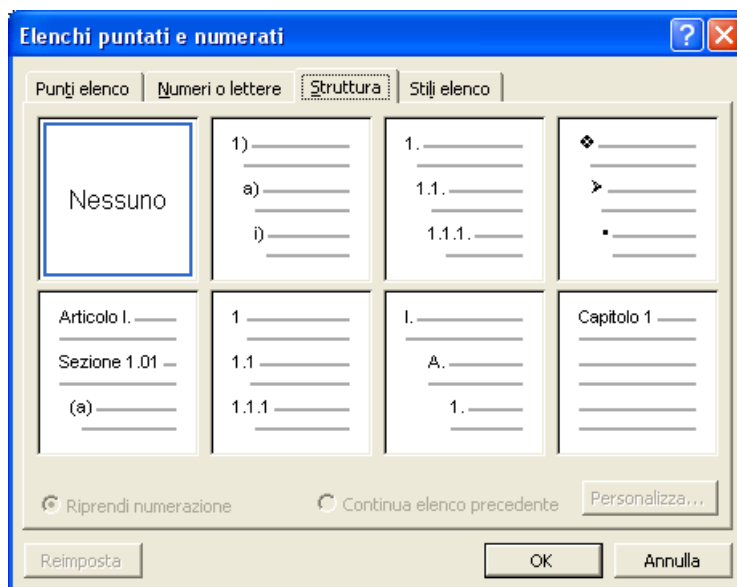 Elenchi puntati e numerati
Punti elenco
Numeri o lettere
Struttura
Stili elenco
Nessuno
1)
a)
i)
1.
1.1.
1.1.1.
Articolo I.
Sezione 1.01
(a)
1
1.1
1.1.1
I.
A.
1.
Capitolo 1
Riprendi numerazione
Continua elenco precedente
Personalizza...
Reimposta
OK
Annulla